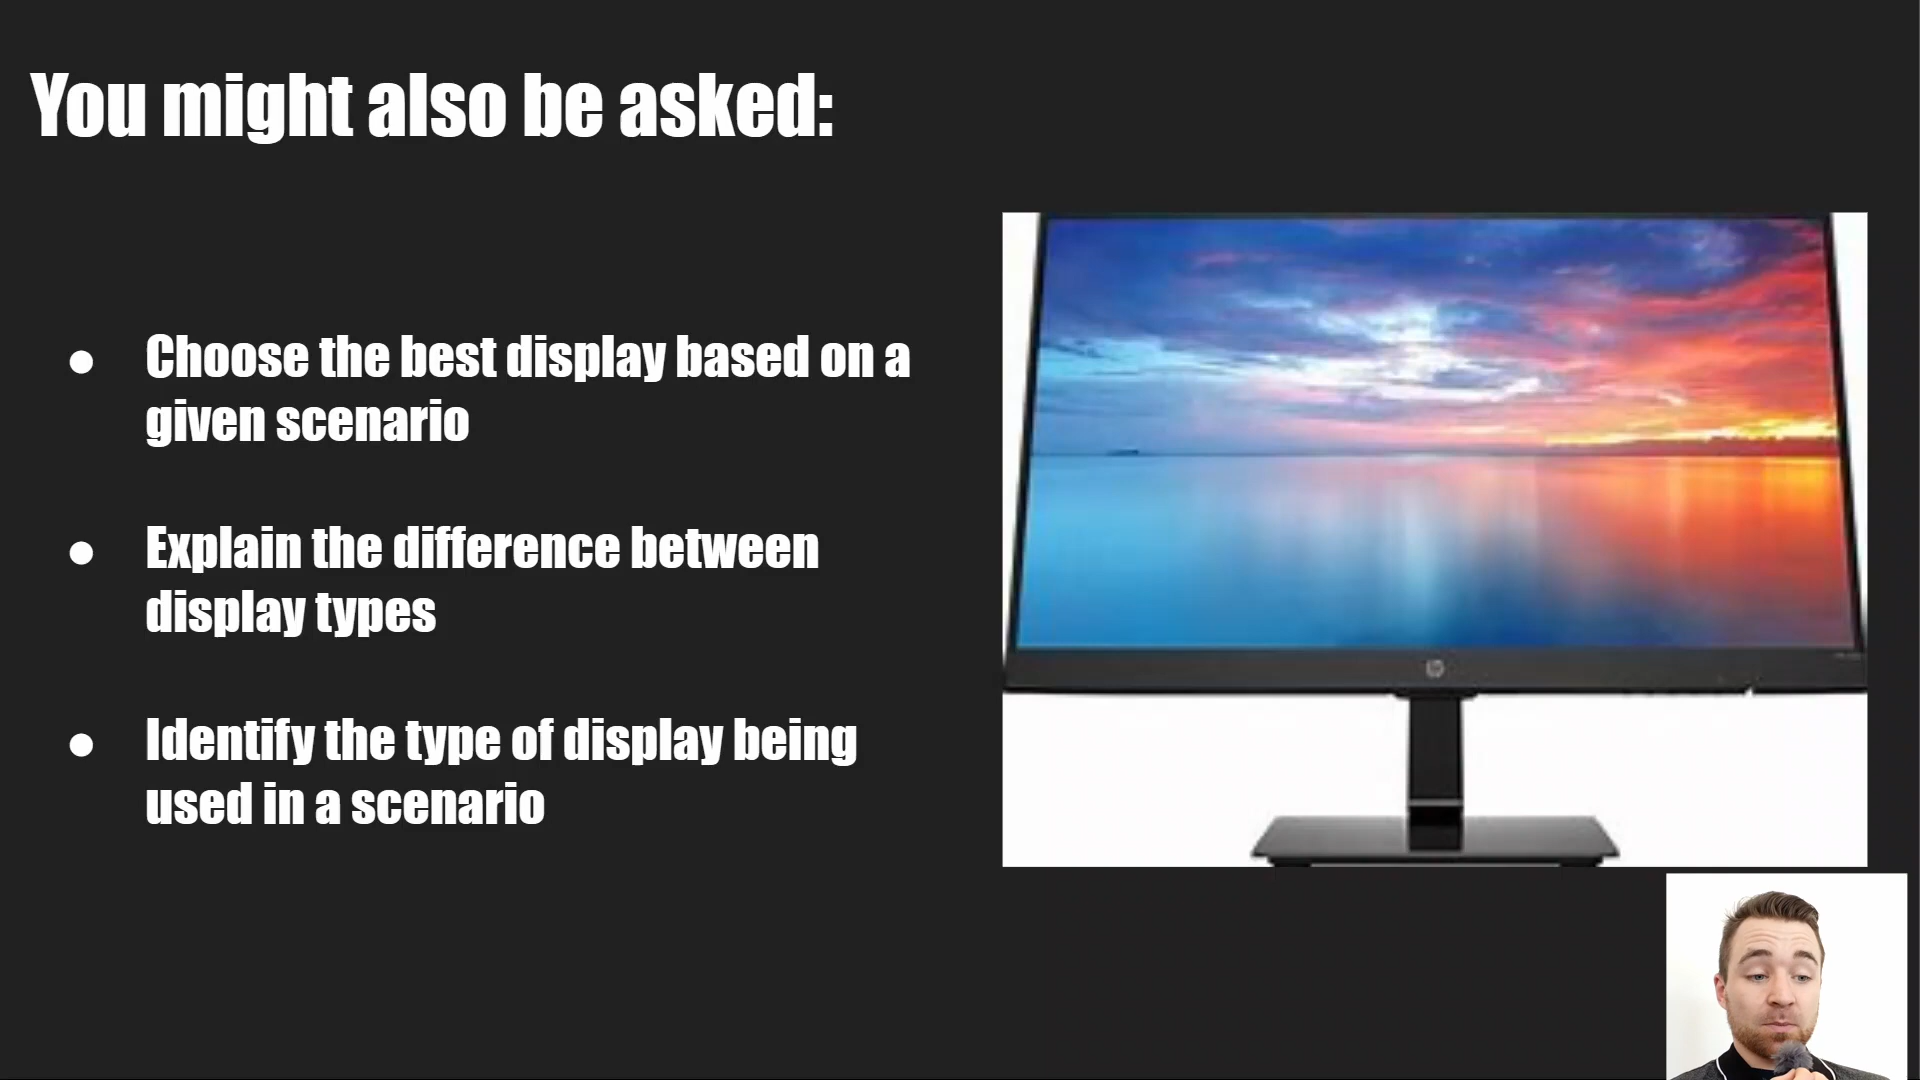 You might also be asked:
● Choose the best display based on a
given scenario
● Explain the difference between
display types
● Identify the type of display being
used in a scenario
hp